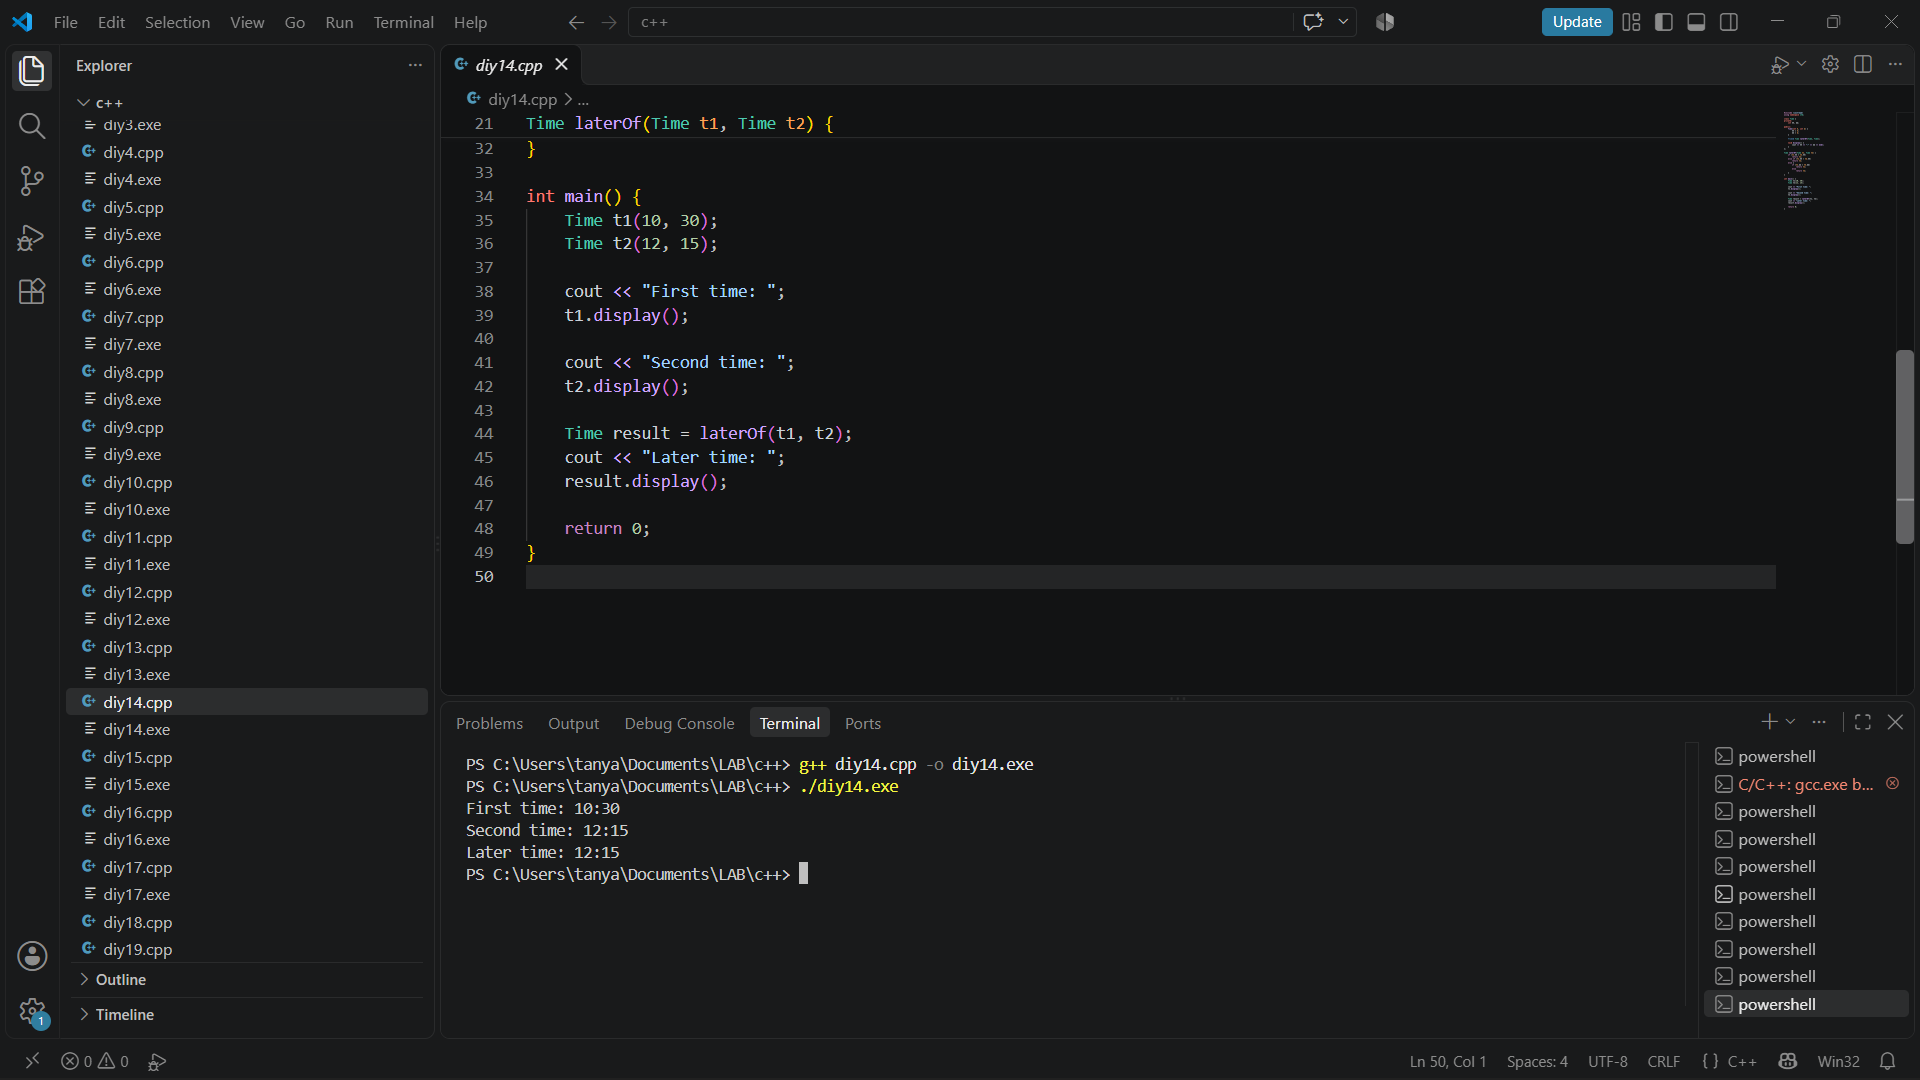 File Edit Selection View Go Run Terminal Help
c++
Update
Explorer
c++
diy3.exe
diy4.cpp
diy4.exe
diy5.cpp
diy5.exe
diy6.cpp
diy6.exe
diy7.cpp
diy7.exe
diy8.cpp
diy8.exe
diy9.cpp
diy9.exe
diy10.cpp
diy10.exe
diy11.cpp
diy11.exe
diy12.cpp
diy12.exe
diy13.cpp
diy13.exe
diy14.cpp
diy14.exe
diy15.cpp
diy15.exe
diy16.cpp
diy16.exe
diy17.cpp
diy17.exe
diy18.cpp
diy19.cpp
Outline
Timeline
1
diy14.cpp
diy14.cpp > ...
21 Time laterOf(Time t1, Time t2) {
32 }
33
34 int main() {
35     Time t1(10, 30);
36     Time t2(12, 15);
37
38     cout << "First time: ";
39     t1.display();
40
41     cout << "Second time: ";
42     t2.display();
43
44     Time result = laterOf(t1, t2);
45     cout << "Later time: ";
46     result.display();
47
48     return 0;
49 }
50
Problems Output Debug Console Terminal Ports
PS C:\Users\tanya\Documents\LAB\c++> g++ diy14.cpp -o diy14.exe
PS C:\Users\tanya\Documents\LAB\c++> ./diy14.exe
First time: 10:30
Second time: 12:15
Later time: 12:15
PS C:\Users\tanya\Documents\LAB\c++>
powershell
C/C++: gcc.exe b...
powershell
powershell
powershell
powershell
powershell
powershell
powershell
powershell
0 0
Ln 50, Col 1 Spaces: 4 UTF-8 CRLF {} C++ Win32